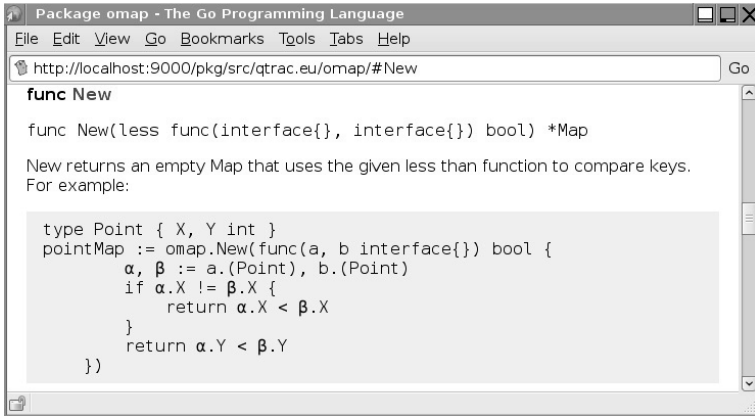 Package omap - The Go Programming Language
File Edit View Go Bookmarks Tools Tabs Help
http://localhost:9000/pkg/src/qtrac.eu/omap/#New Go
func New
func New(less func(interface{}, interface{}) bool) *Map
New returns an empty Map that uses the given less than function to compare keys.
For example:
type Point { X, Y int }
pointMap := omap.New(func(a, b interface{}) bool {
α, β := a.(Point), b.(Point)
if α.X != β.X {
return α.X < β.X
}
return α.Y < β.Y
})